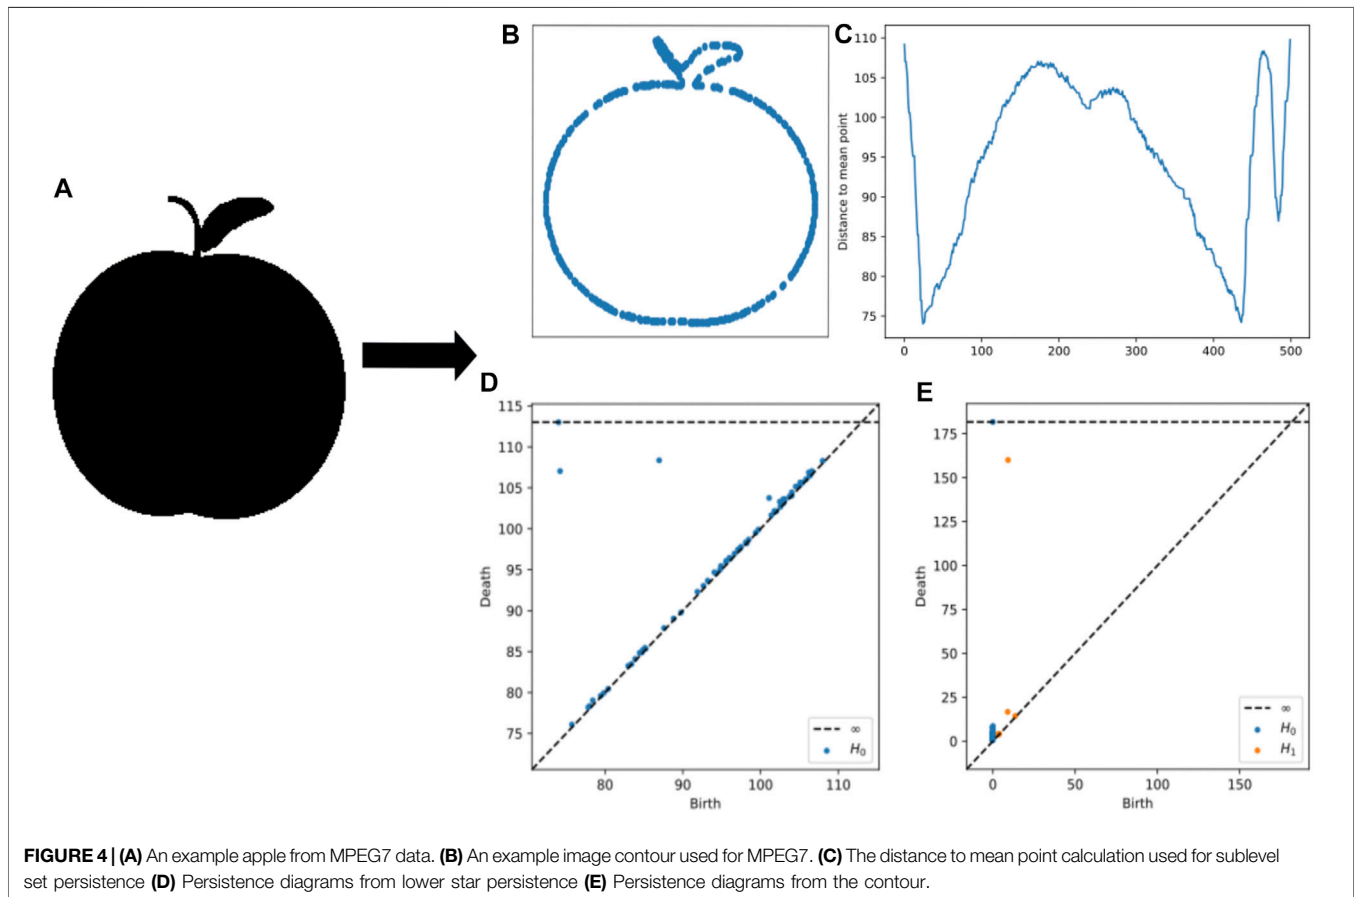 A
B
C
110
105
100
95
90
85
80
75
Distance to mean point
0 100 200 300 400 500
D
115
110
105
100
95
90
85
80
75
Death
80 90 100 110
Birth
∞
H₀
E
175
150
125
100
75
50
25
0
Death
0 50 100 150
Birth
∞
H₀
H₁
FIGURE 4 | (A) An example apple from MPEG7 data. (B) An example image contour used for MPEG7. (C) The distance to mean point calculation used for sublevel
set persistence (D) Persistence diagrams from lower star persistence (E) Persistence diagrams from the contour.